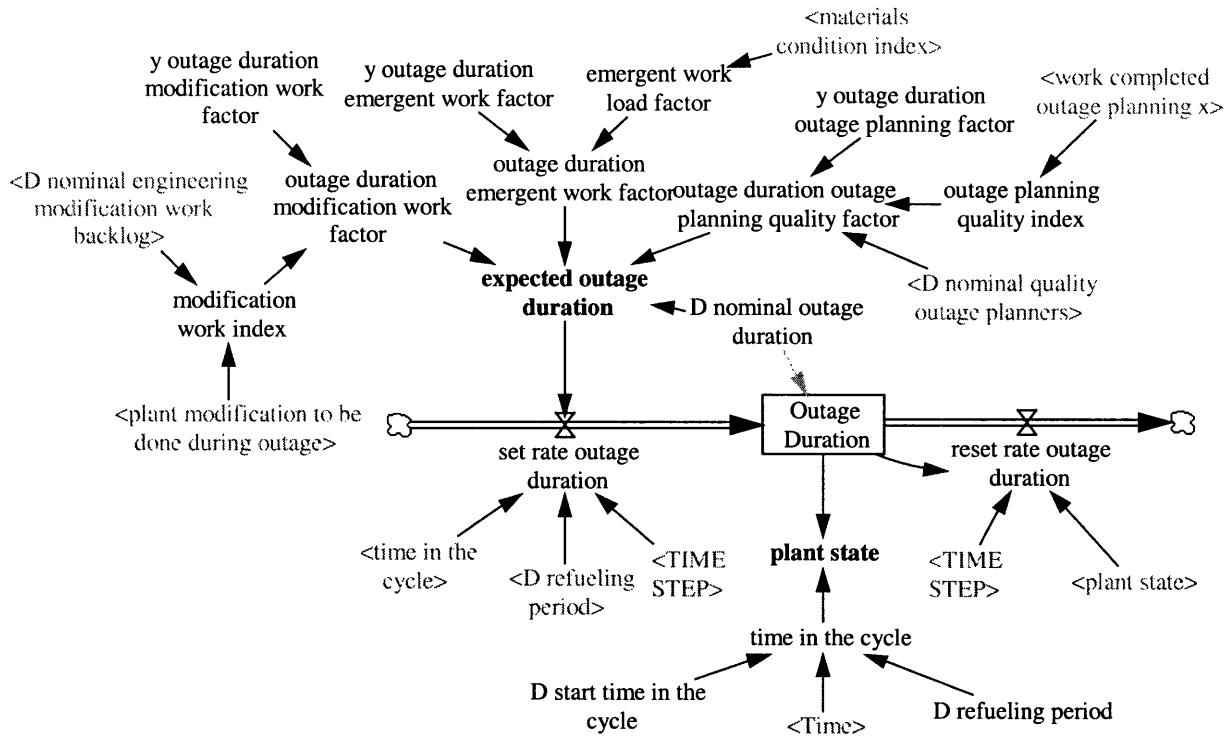 <materials
condition index>
y outage duration
modification work
factor
y outage duration
emergent work factor
emergent work
load factor
y outage duration
outage planning factor
<work completed
outage planning x>
<D nominal engineering
modification work
backlog>
outage duration
modification work
factor
outage duration
emergent work factor
outage duration outage
planning quality factor
outage planning
quality index
modification
work index
expected outage
duration
D nominal outage
duration
<D nominal quality
outage planners>
<plant modification to be
done during outage>
Outage
Duration
set rate outage
duration
reset rate outage
duration
<time in the
cycle>
<D refueling
period>
<TIME
STEP>
plant state
<TIME
STEP>
<plant state>
time in the cycle
D start time in the
cycle
<Time>
D refueling period